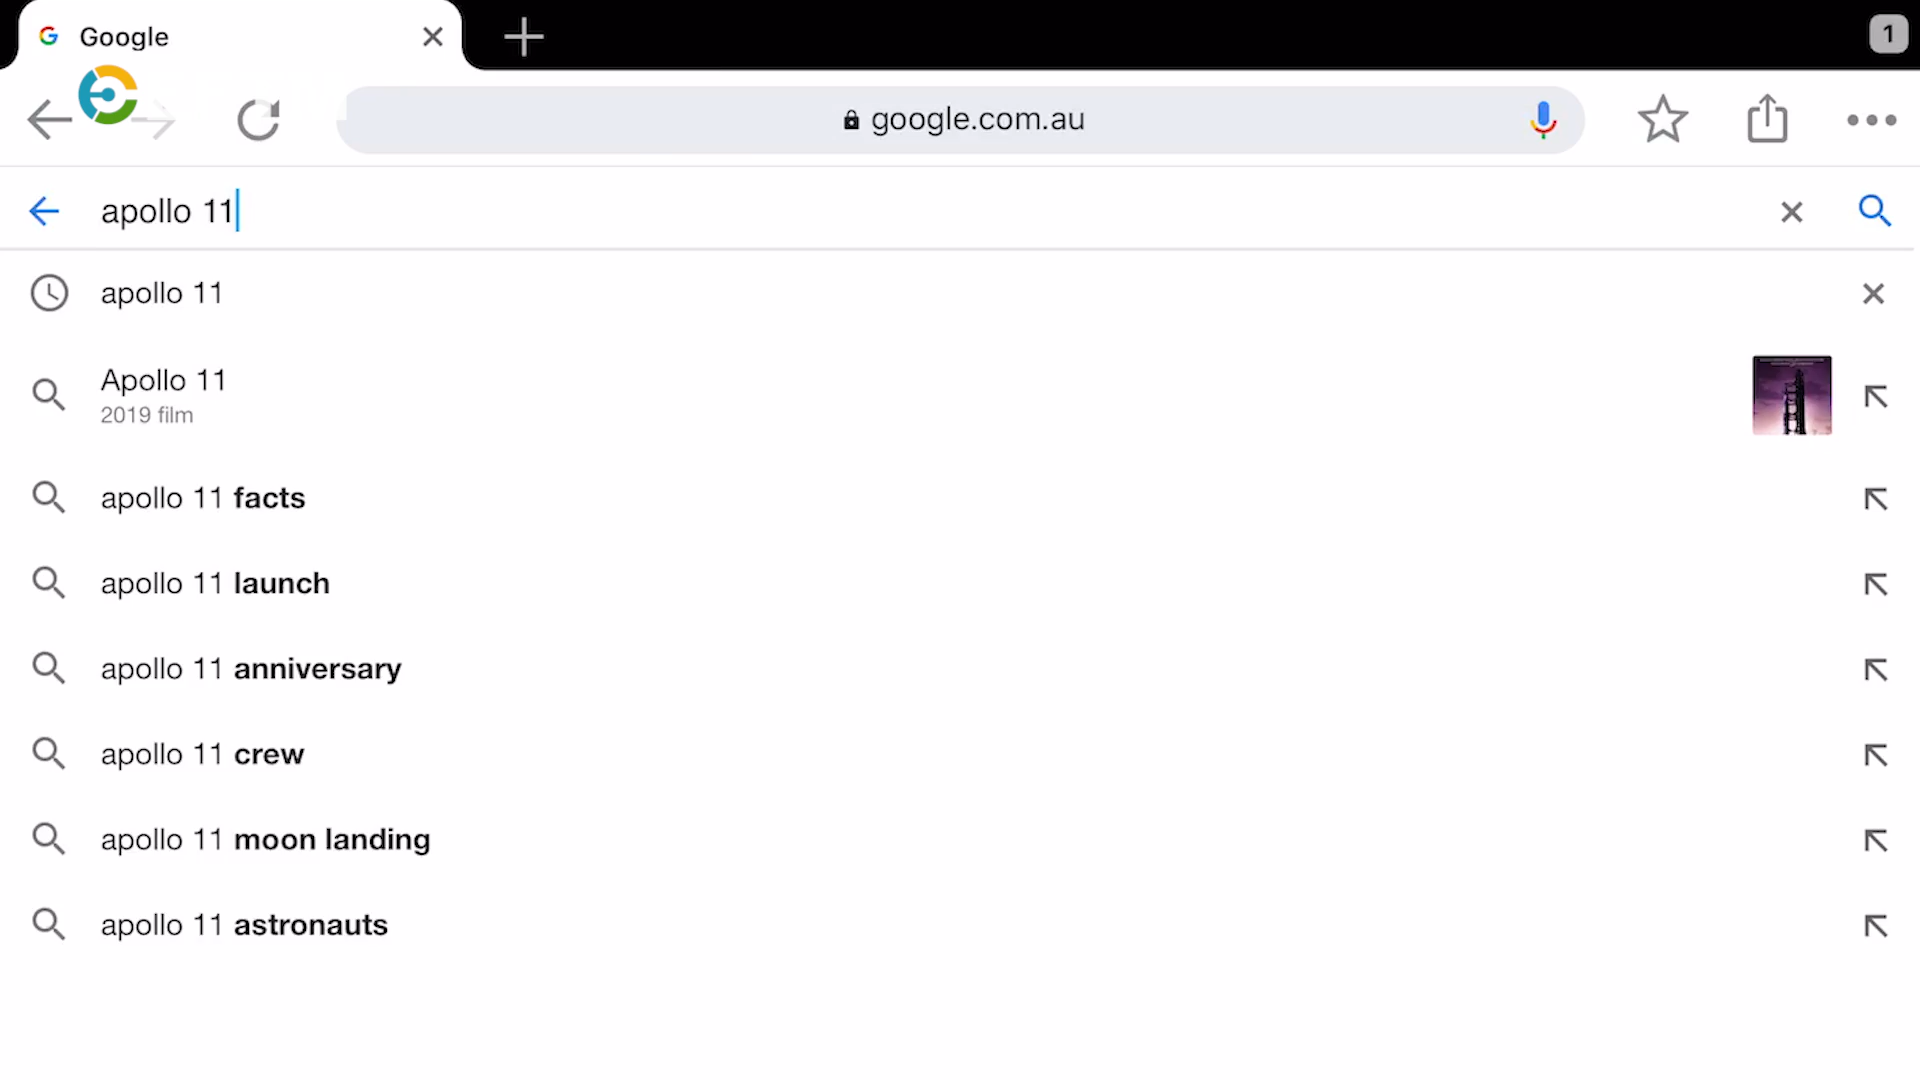 Google
1
google.com.au
apollo 11
apollo 11
Apollo 11
2019 film
apollo 11 facts
apollo 11 launch
apollo 11 anniversary
apollo 11 crew
apollo 11 moon landing
apollo 11 astronauts